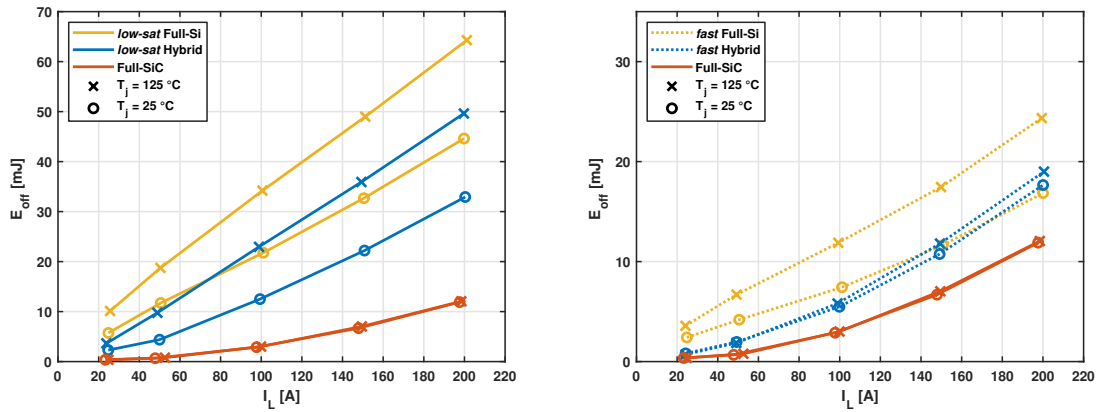 low-sat Full-Si
low-sat Hybrid
Full-SiC
T_j = 125 °C
T_j = 25 °C
70
60
50
40
30
20
10
0
E_off [mJ]
0 20 40 60 80 100 120 140 160 180 200 220
I_L [A]
fast Full-Si
fast Hybrid
Full-SiC
T_j = 125 °C
T_j = 25 °C
30
20
10
0
E_off [mJ]
0 20 40 60 80 100 120 140 160 180 200 220
I_L [A]